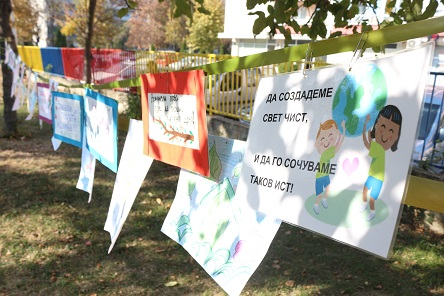 ДА СОЗДАДЕМЕ
СВЕТ ЧИСТ,
И ДА ГО СОЧУВАМЕ
ТАКОВ ИСТ!